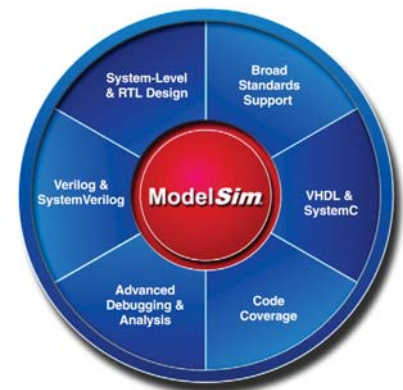 System-Level
& RTL Design
Broad
Standards
Support
Verilog &
SystemVerilog
ModelSim
VHDL &
SystemC
Advanced
Debugging &
Analysis
Code
Coverage